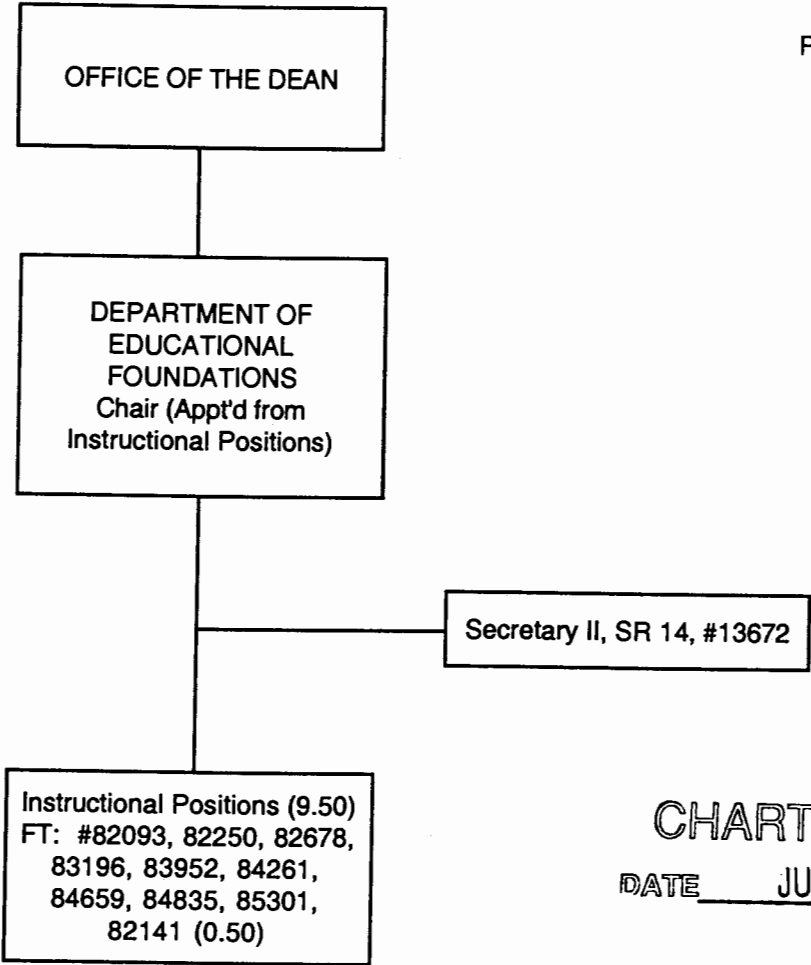 OFFICE OF THE DEAN
DEPARTMENT OF
EDUCATIONAL
FOUNDATIONS
Chair (Appt'd from
Instructional Positions)
Secretary II, SR 14, #13672
Instructional Positions (9.50)
FT: #82093, 82250, 82678,
83196, 83952, 84261,
84659, 84835, 85301,
82141 (0.50)
CHART
DATE JU